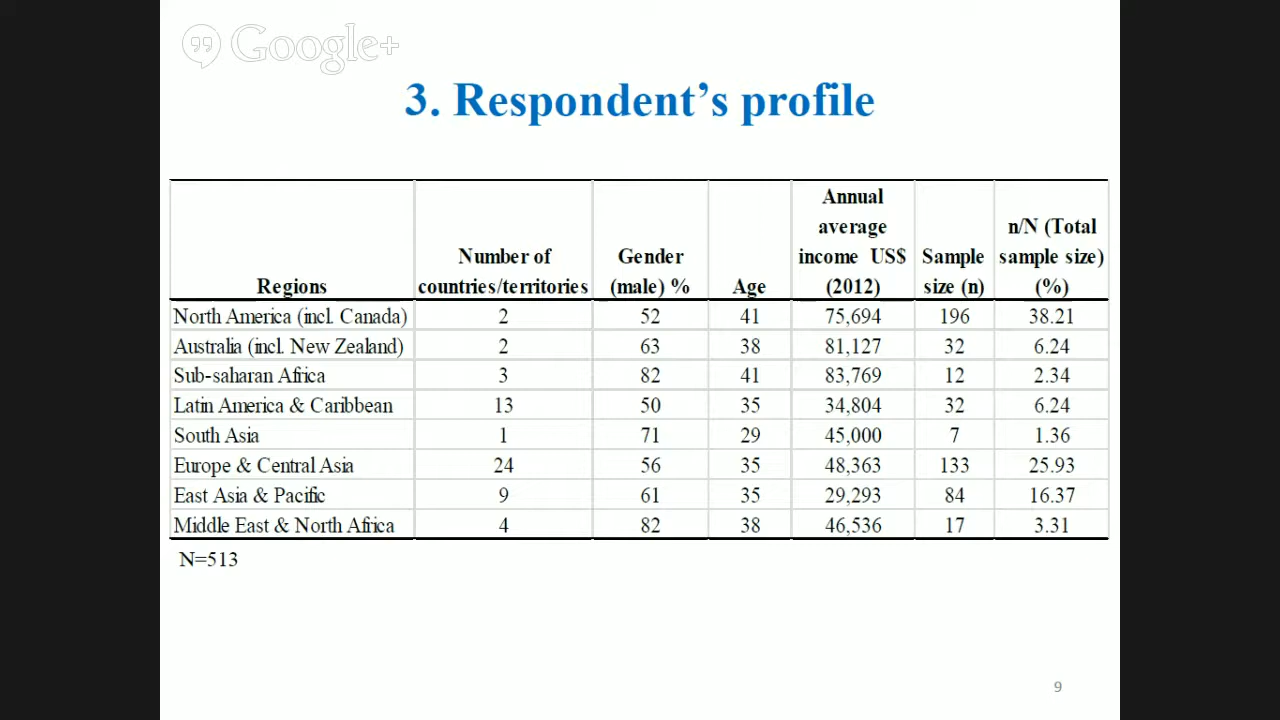 Google+
3. Respondent’s profile
Regions | Number of countries/territories | Gender (male) % | Age | Annual average income US$ (2012) | Sample size (n) | n/N (Total sample size) (%)
North America (incl. Canada) | 2 | 52 | 41 | 75,694 | 196 | 38.21
Australia (incl. New Zealand) | 2 | 63 | 38 | 81,127 | 32 | 6.24
Sub-saharan Africa | 3 | 82 | 41 | 83,769 | 12 | 2.34
Latin America & Caribbean | 13 | 50 | 35 | 34,804 | 32 | 6.24
South Asia | 1 | 71 | 29 | 45,000 | 7 | 1.36
Europe & Central Asia | 24 | 56 | 35 | 48,363 | 133 | 25.93
East Asia & Pacific | 9 | 61 | 35 | 29,293 | 84 | 16.37
Middle East & North Africa | 4 | 82 | 38 | 46,536 | 17 | 3.31
N=513
9